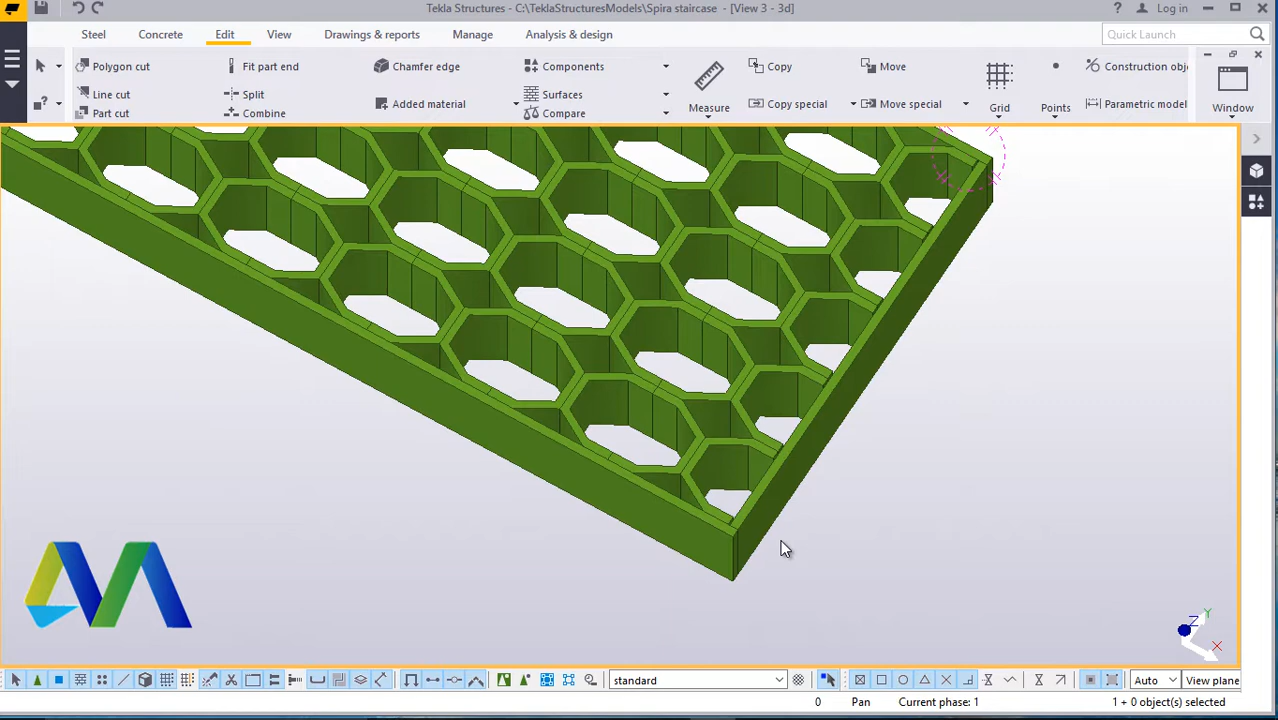 Tekla Structures - C:\TeklaStructuresModels\Spira staircase - [View 3 - 3d]
? Log in
Steel Concrete Edit View Drawings & reports Manage Analysis & design Quick Launch
Polygon cut Fit part end Chamfer edge Components Copy Move Construction obje
Line cut Split Added material Surfaces Measure Copy special Move special Grid Points Parametric model Window
Part cut Combine Compare
Z Y X
standard Auto View plane
0 Pan Current phase: 1 1 + 0 object(s) selected